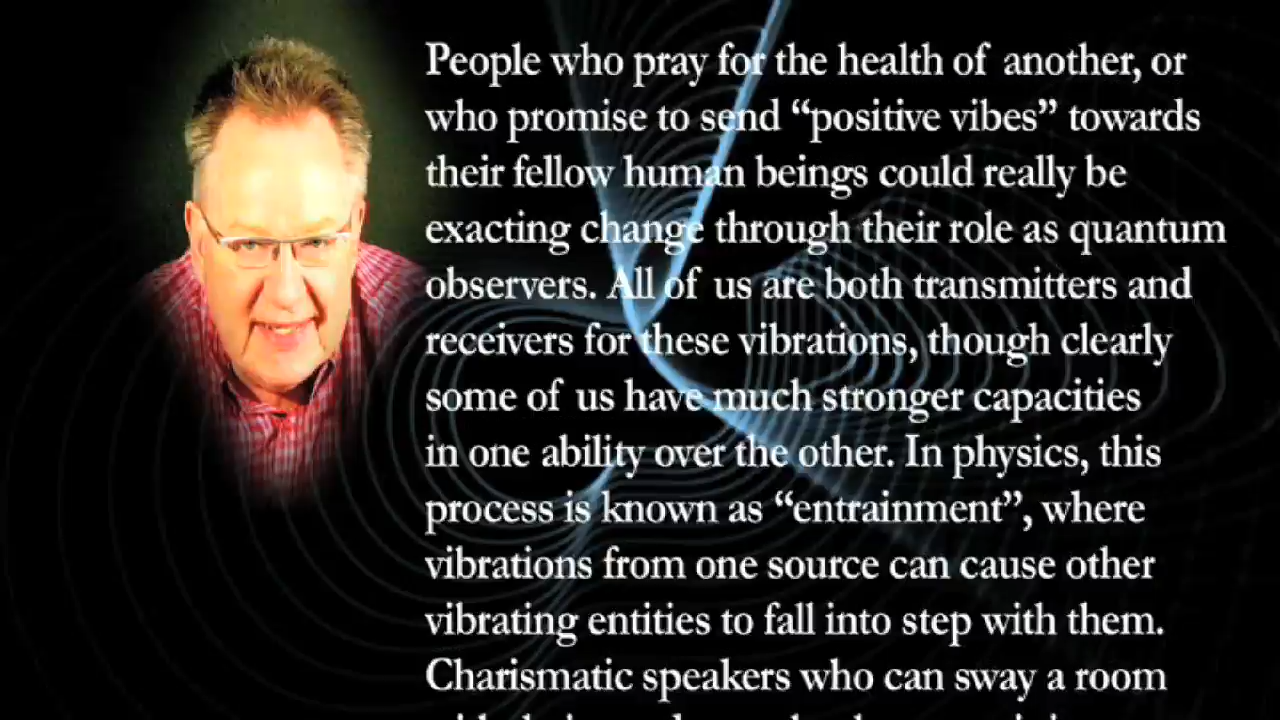 People who pray for the health of another, or
who promise to send “positive vibes” towards
their fellow human beings could really be
exacting change through their role as quantum
observers. All of us are both transmitters and
receivers for these vibrations, though clearly
some of us have much stronger capacities
in one ability over the other. In physics, this
process is known as “entrainment”, where
vibrations from one source can cause other
vibrating entities to fall into step with them.
Charismatic speakers who can sway a room